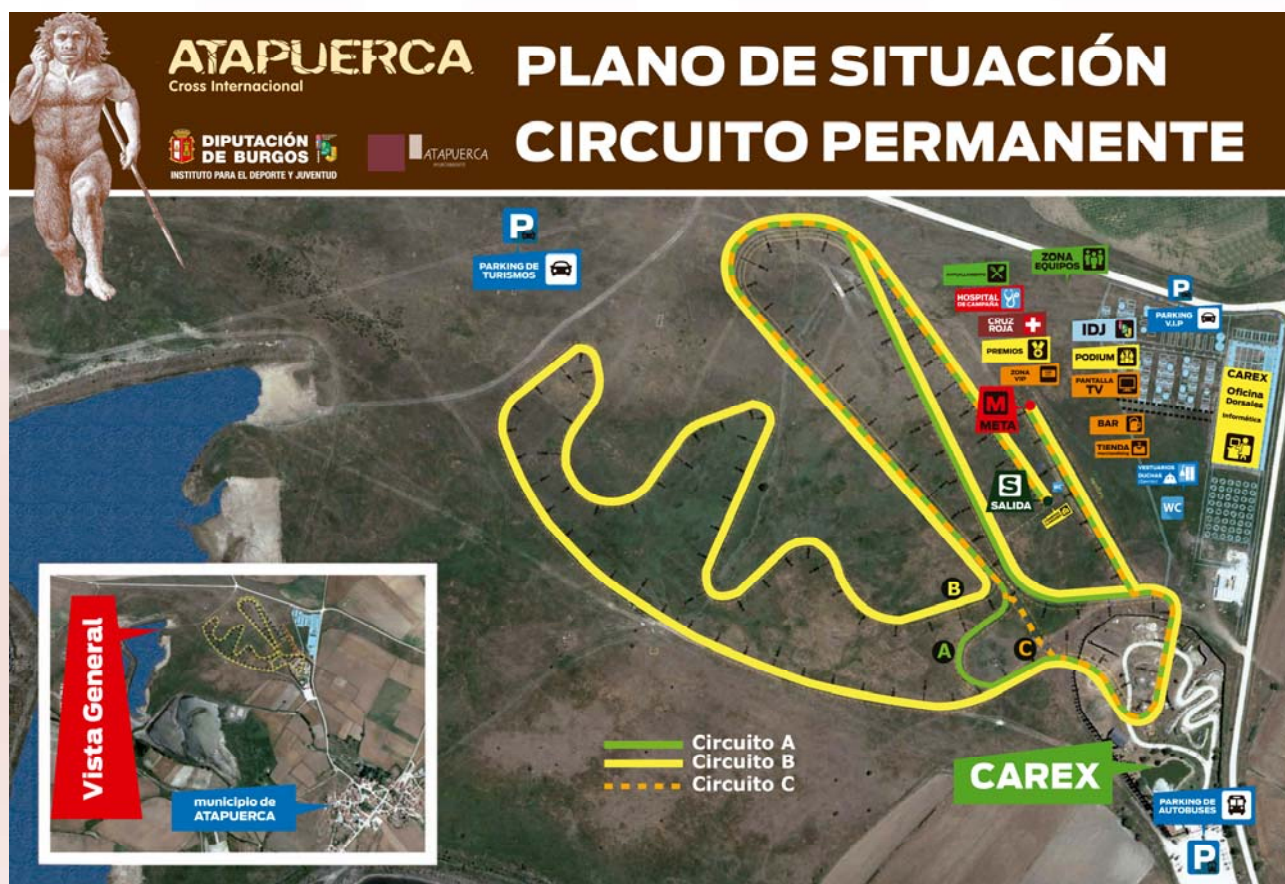 ATAPUERCA
Cross Internacional
DIPUTACIÓN
DE BURGOS
INSTITUTO PARA EL DEPORTE Y JUVENTUD
ATAPUERCA
PLANO DE SITUACIÓN
CIRCUITO PERMANENTE
P
PARKING DE
TURISMOS
ZONA
EQUIPOS
HOSPITAL
DE CAMPAÑA
CRUZ
ROJA
PREMIOS
ZONA
VIP
M
META
S
SALIDA
WC
IDJ
PODIUM
PANTALLA
TV
BAR
TIENDA
VESTUARIOS
DUCHAS
WC
P
PARKING
V.I.P
CAREX
Oficina
Dorsales
Informática
B
A
C
Circuito A
Circuito B
Circuito C
CAREX
PARKING DE
AUTOBUSES
P
Vista General
municipio de
ATAPUERCA